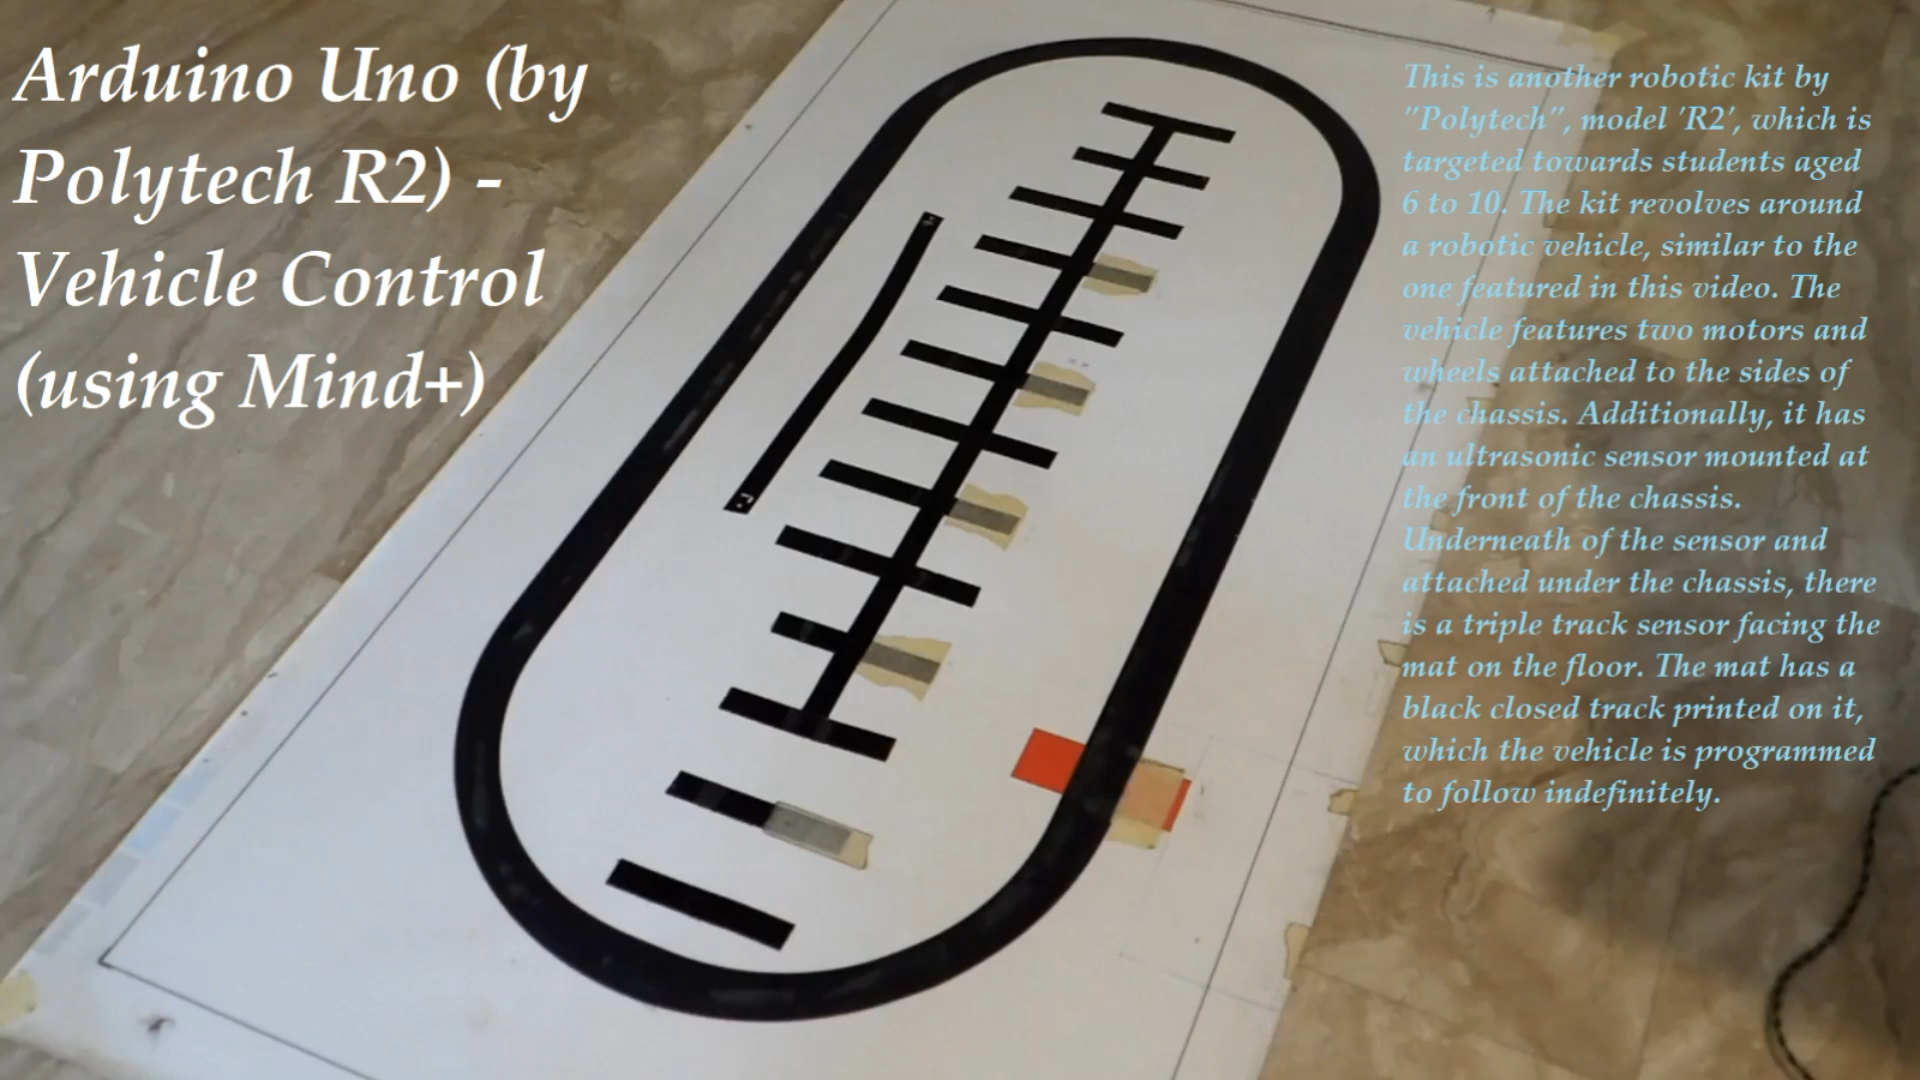 Arduino Uno (by
Polytech R2) -
Vehicle Control
(using Mind+)
This is another robotic kit by
"Polytech", model 'R2', which is
targeted towards students aged
6 to 10. The kit revolves around
a robotic vehicle, similar to the
one featured in this video. The
vehicle features two motors and
wheels attached to the sides of
the chassis. Additionally, it has
an ultrasonic sensor mounted at
the front of the chassis.
Underneath of the sensor and
attached under the chassis, there
is a triple track sensor facing the
mat on the floor. The mat has a
black closed track printed on it,
which the vehicle is programmed
to follow indefinitely.